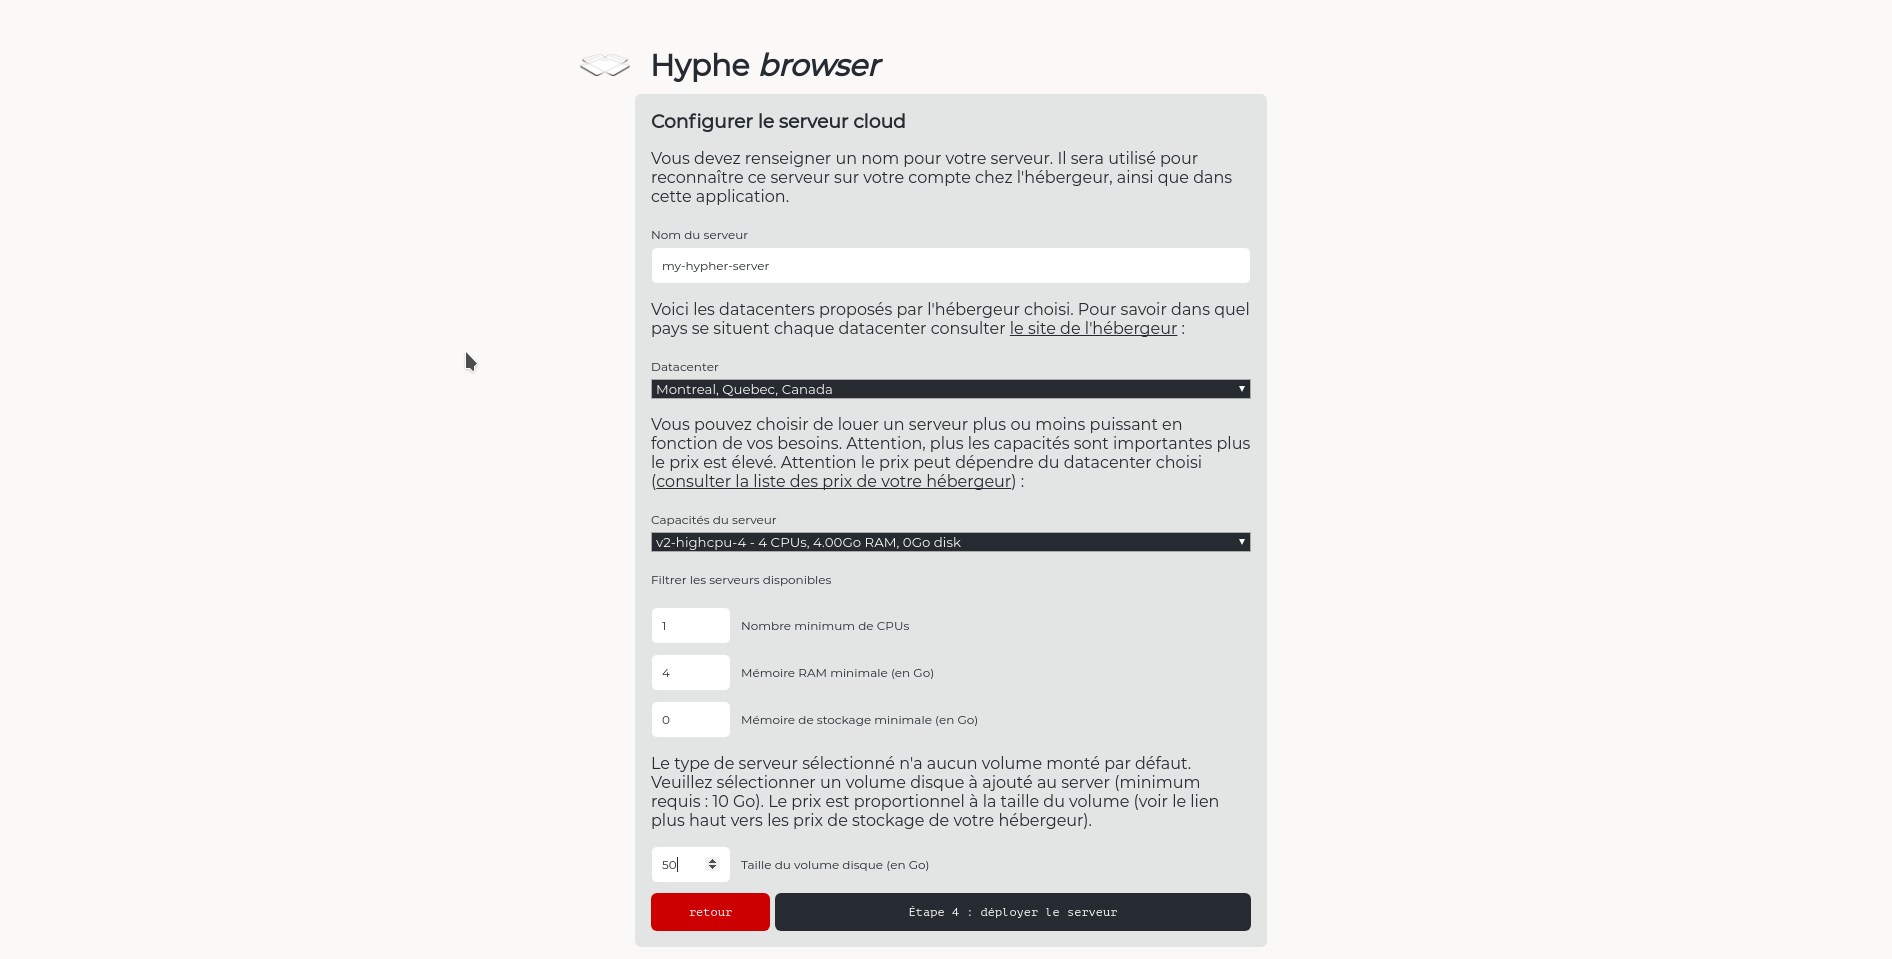 Hyphe browser
Configurer le serveur cloud
Vous devez renseigner un nom pour votre serveur. Il sera utilisé pour
reconnaître ce serveur sur votre compte chez l'hébergeur, ainsi que dans
cette application.
Nom du serveur
my-hypher-server
Voici les datacenters proposés par l'hébergeur choisi. Pour savoir dans quel
pays se situent chaque datacenter consulter le site de l'hébergeur :
Datacenter
Montreal, Quebec, Canada
Vous pouvez choisir de louer un serveur plus ou moins puissant en
fonction de vos besoins. Attention, plus les capacités sont importantes plus
le prix est élevé. Attention le prix peut dépendre du datacenter choisi
(consulter la liste des prix de votre hébergeur) :
Capacités du serveur
v2-highcpu-4 - 4 CPUs, 4.00Go RAM, 0Go disk
Filtrer les serveurs disponibles
1 Nombre minimum de CPUs
4 Mémoire RAM minimale (en Go)
0 Mémoire de stockage minimale (en Go)
Le type de serveur sélectionné n'a aucun volume monté par défaut.
Veuillez sélectionner un volume disque à ajouté au server (minimum
requis : 10 Go). Le prix est proportionnel à la taille du volume (voir le lien
plus haut vers les prix de stockage de votre hébergeur).
50 Taille du volume disque (en Go)
retour Étape 4 : déployer le serveur